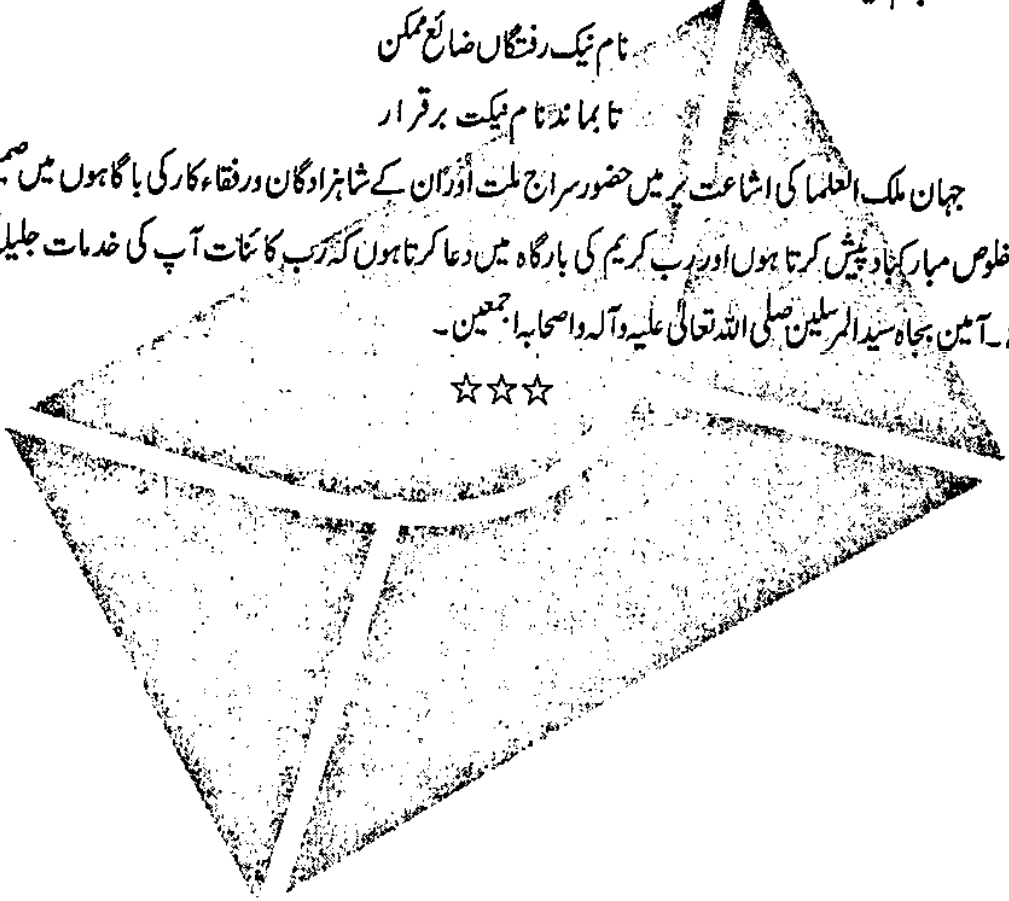 نام نیک رفتگاں ضائع ممکن
تا بماند نام نیکت برقرار
جہان ملک العلما کی اشاعت پر میں حضور سراج ملت اور ان کے شاہزادگان ورفقاء کار کی باگاہوں میں
خلوص مبارکباد پیش کرتا ہوں اور رب کریم کی بارگاہ میں دعا کرتا ہوں کہ رب کائنات آپ کی خدمات
۔ آمین بجاہ سید المرسلین صلی اللہ تعالیٰ علیہ وآلہ واصحابہ اجمعین۔
☆☆☆